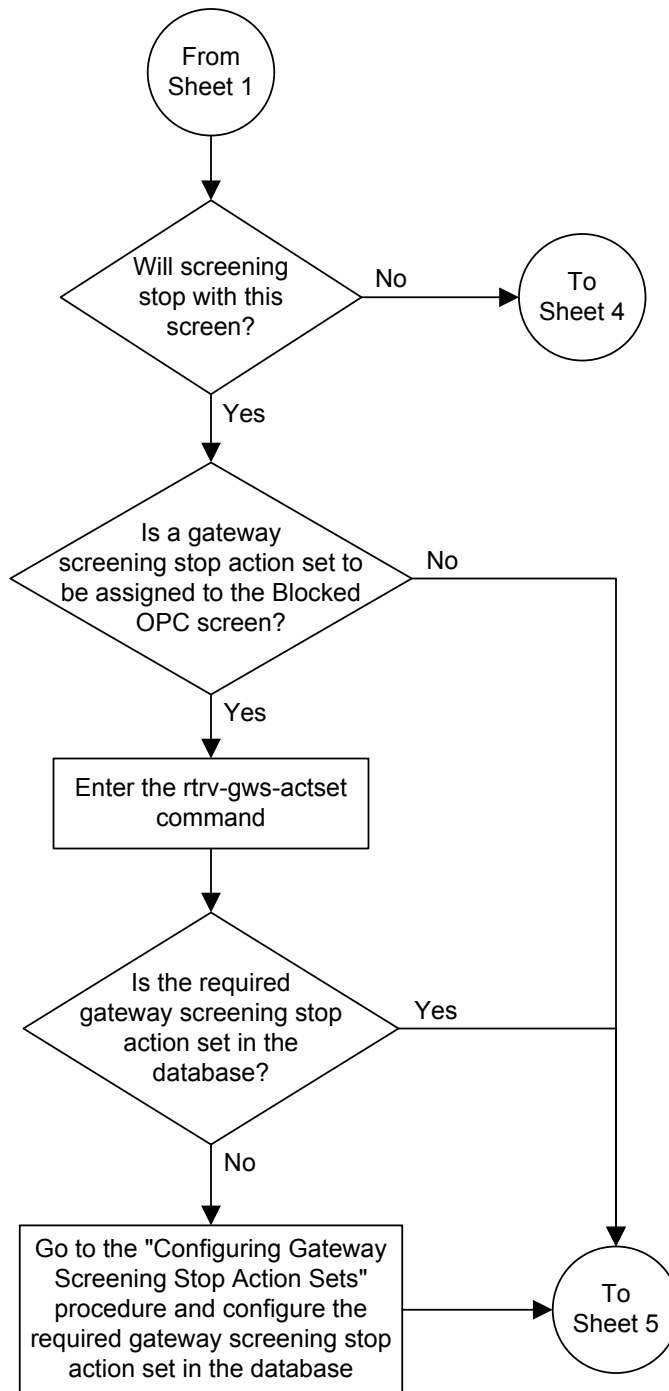 From
Sheet 1
Will screening
stop with this
screen?
No
To
Sheet 4
Yes
Is a gateway
screening stop action set to
be assigned to the Blocked
OPC screen?
No
Yes
Enter the rtrv-gws-actset
command
Is the required
gateway screening stop
action set in the
database?
Yes
No
Go to the "Configuring Gateway
Screening Stop Action Sets"
procedure and configure the
required gateway screening stop
action set in the database
To
Sheet 5